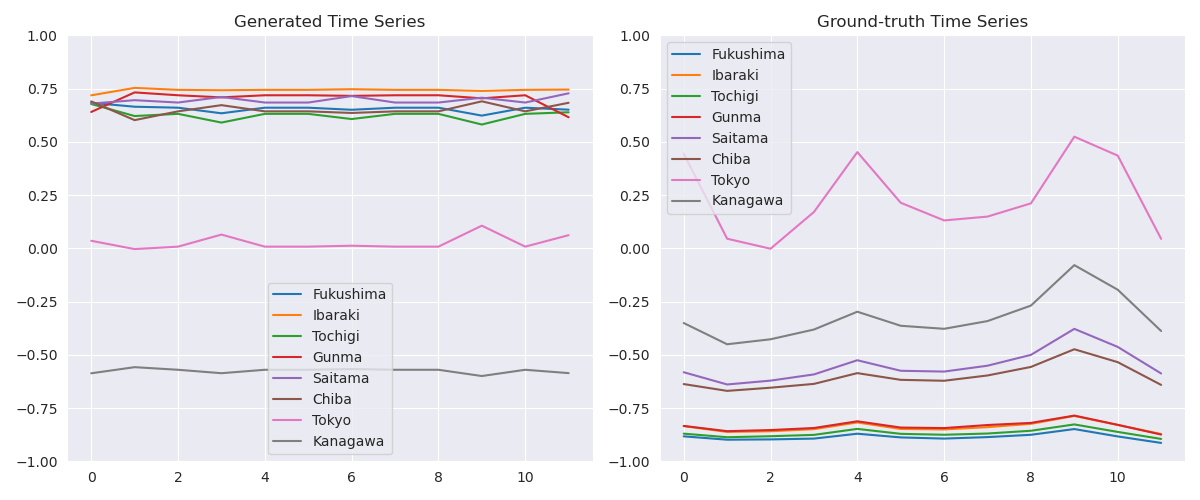 Generated Time Series
1.00
0.75
0.50
0.25
0.00
−0.25
−0.50
−0.75
−1.00
0 2 4 6 8 10
Fukushima
Ibaraki
Tochigi
Gunma
Saitama
Chiba
Tokyo
Kanagawa
Ground-truth Time Series
1.00
0.75
0.50
0.25
0.00
−0.25
−0.50
−0.75
−1.00
0 2 4 6 8 10
Fukushima
Ibaraki
Tochigi
Gunma
Saitama
Chiba
Tokyo
Kanagawa